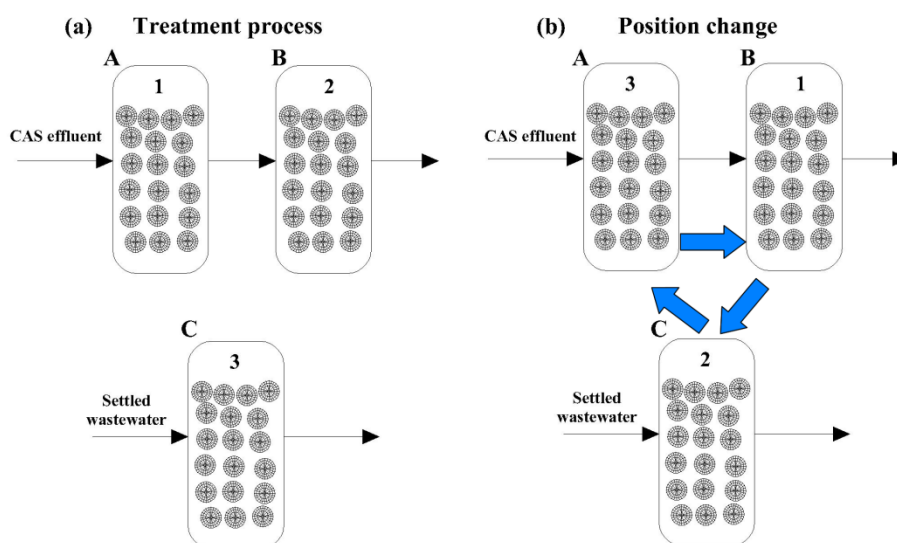 (a) Treatment process
A
B
1
2
CAS effluent
C
3
Settled
wastewater
(b) Position change
A
B
3
1
CAS effluent
C
2
Settled
wastewater